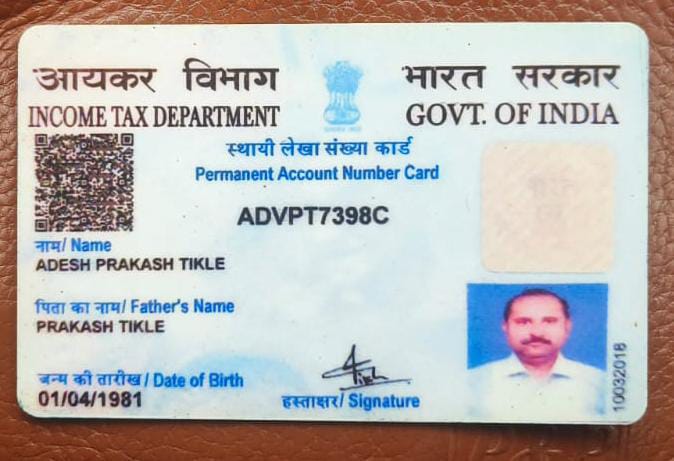 आयकर विभाग
INCOME TAX DEPARTMENT
भारत सरकार
GOVT. OF INDIA
स्थायी लेखा संख्या कार्ड
Permanent Account Number Card
ADVPT7398C
नाम/ Name
ADESH PRAKASH TIKLE
पिता का नाम/ Father's Name
PRAKASH TIKLE
जन्म की तारीख / Date of Birth
01/04/1981
हस्ताक्षर/ Signature
10032018